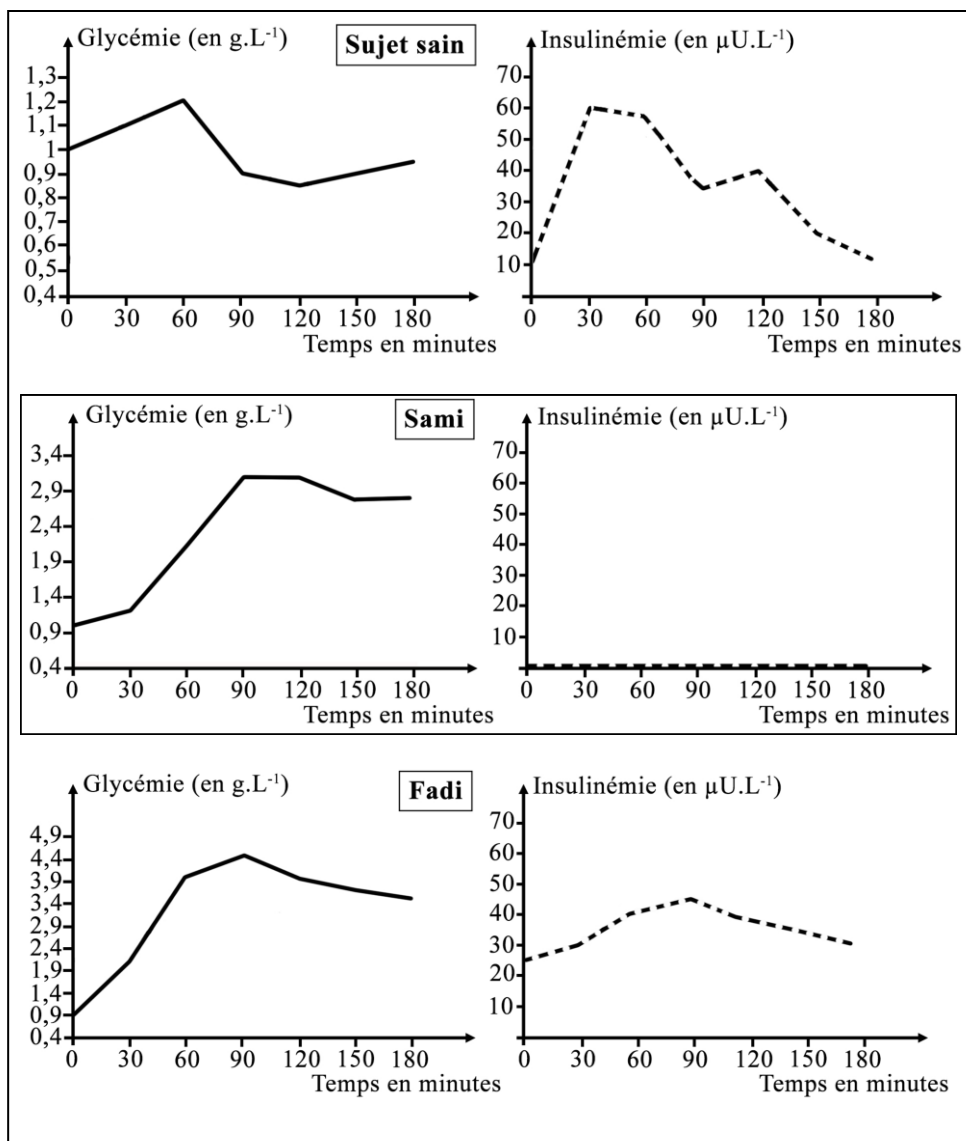 Glycémie (en g.L-1)
Sujet sain
Insulinémie (en µU.L-1)
1,3
1,2
1,1
1
0,9
0,8
0,7
0,6
0,5
0,4
0 30 60 90 120 150 180
Temps en minutes
70
60
50
40
30
20
10
0 30 60 90 120 150 180
Temps en minutes
Glycémie (en g.L-1)
Sami
Insulinémie (en µU.L-1)
3,4
2,9
2,4
1,9
1,4
0,9
0,4
0 30 60 90 120 150 180
Temps en minutes
70
60
50
40
30
20
10
0 30 60 90 120 150 180
Temps en minutes
Glycémie (en g.L-1)
Fadi
Insulinémie (en µU.L-1)
4,9
4,4
3,9
3,4
2,9
2,4
1,9
1,4
0,9
0,4
0 30 60 90 120 150 180
Temps en minutes
70
60
50
40
30
20
10
0 30 60 90 120 150 180
Temps en minutes